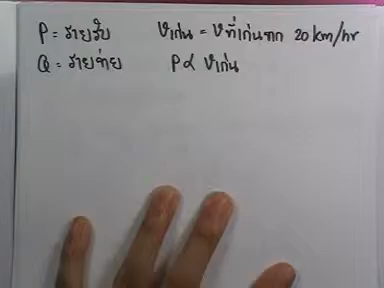 P = รายรับ Vเกิน = Vที่เกินจาก 20 km/hr
Q = รายจ่าย P∝ Vเกิน